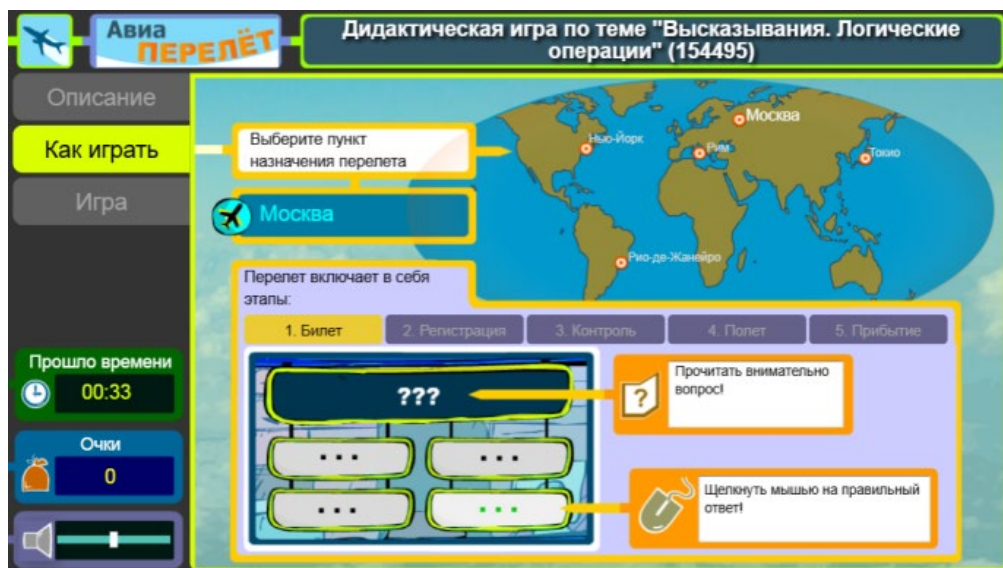 Авиа
ПЕРЕЛЁТ
Дидактическая игра по теме "Высказывания. Логические
операции" (154495)
Описание
Как играть
Игра
Выберите пункт
назначения перелета
Москва
Москва
Нью-Йорк
Рим
Токио
Рио-де-Жанейро
Перелет включает в себя
этапы:
1. Билет
2. Регистрация
3. Контроль
4. Полет
5. Прибытие
???
Прочитать внимательно
вопрос!
?
...
...
...
...
Щелкнуть мышью на правильный
ответ!
Прошло времени
00:33
Очки
0